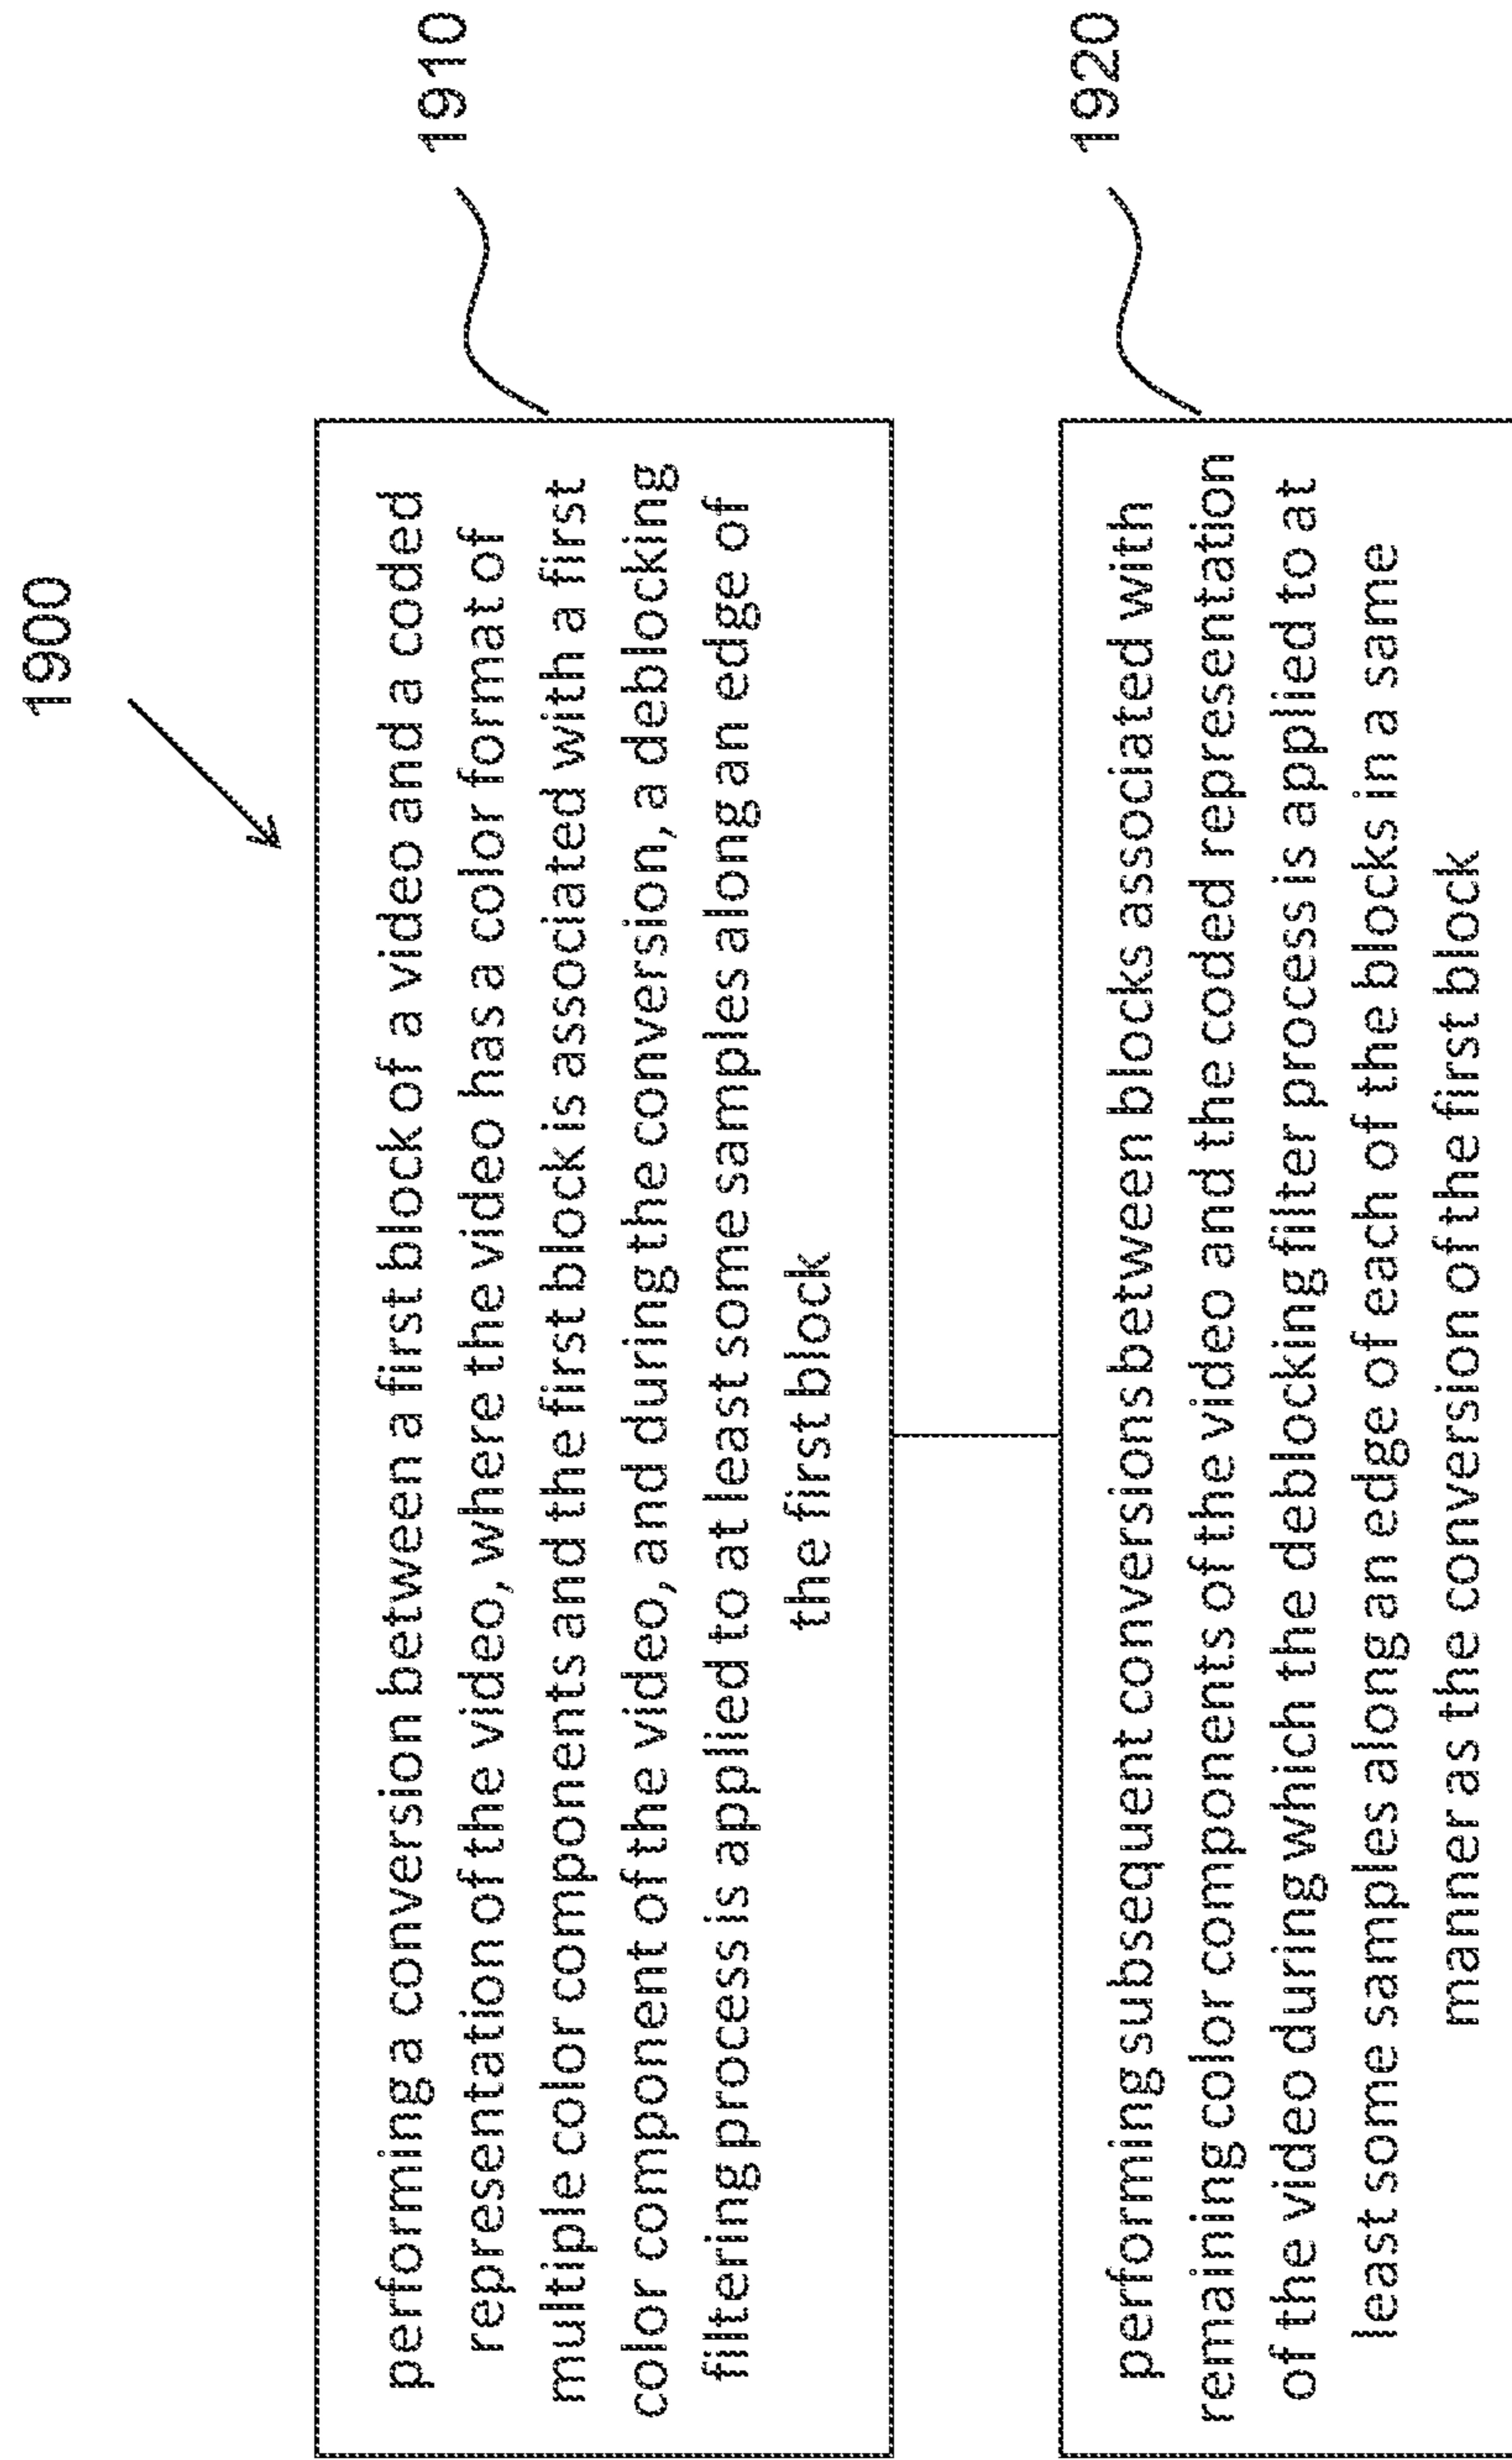 1900
performing a conversion between a first block of a video and a coded
representation of the video, where the video has a color format of
multiple color components and the first block is associated with a first
color component of the video, and during the conversion, a deblocking
filtering process is applied to at least some samples along an edge of
the first block
1910
performing subsequent conversions between blocks associated with
remaining color components of the video and the coded representation
of the video during which the deblocking filter process is applied to at
least some samples along an edge of each of the blocks in a same
manner as the conversion of the first block
1920